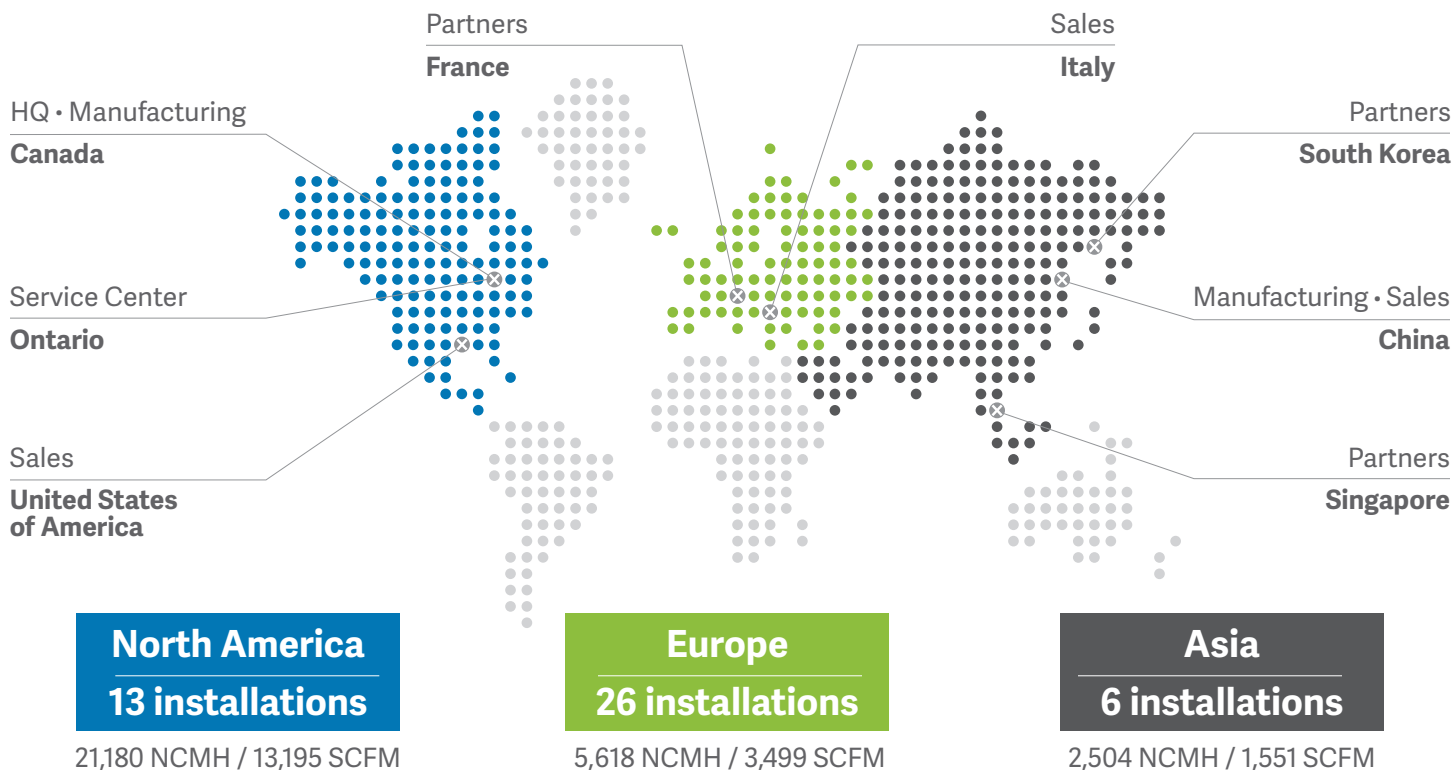 Partners
France
Sales
Italy
HQ • Manufacturing
Canada
Partners
South Korea
Service Center
Ontario
Manufacturing • Sales
China
Sales
United States
of America
Partners
Singapore
North America
13 installations
21,180 NCMH / 13,195 SCFM
Europe
26 installations
5,618 NCMH / 3,499 SCFM
Asia
6 installations
2,504 NCMH / 1,551 SCFM